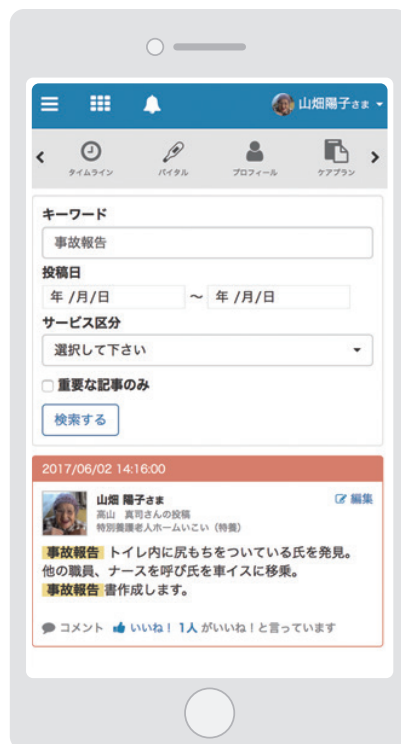 山畑陽子さま
タイムライン バイタル プロフィール ケアプラン
キーワード
事故報告
投稿日
年 /月/日 ～ 年 /月/日
サービス区分
選択して下さい
重要な記事のみ
検索する
2017/06/02 14:16:00
山畑 陽子さま 編集
高山 真司さんの投稿
特別養護老人ホームいこい（特養）
事故報告 トイレ内に尻もちをついている氏を発見。
他の職員、ナースを呼び氏を車イスに移乗。
事故報告 書作成します。
コメント いいね！ 1人 がいいね！と言っています